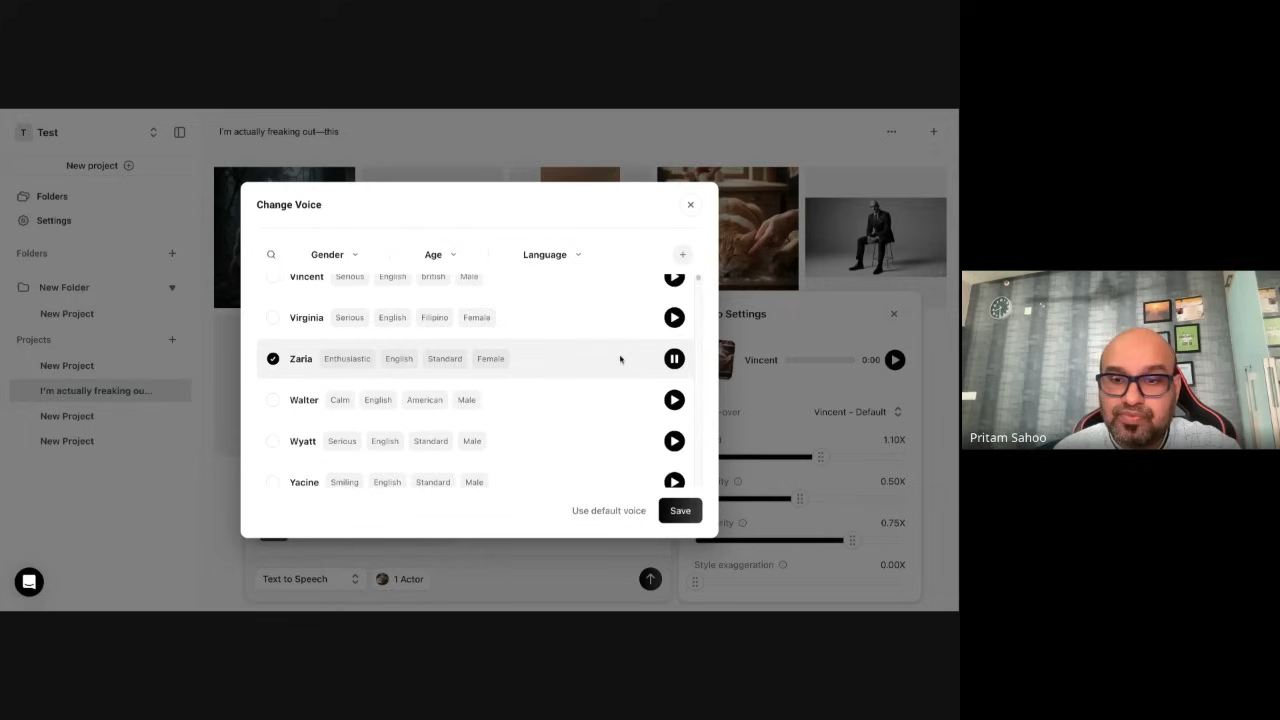 T Test
I'm actually freaking out—this
New project
Folders
Settings
Folders
New Folder
New Project
Projects
New Project
I'm actually freaking ou...
New Project
New Project
Change Voice
Gender Age Language
Vincent Serious English british Male
Virginia Serious English Filipino Female
Zaria Enthusiastic English Standard Female
Walter Calm English American Male
Wyatt Serious English Standard Male
Yacine Smiling English Standard Male
Use default voice Save
Settings
Vincent 0:00
Vincent - Default
1.10X
0.50X
0.75X
Style exaggeration 0.00X
Text to Speech 1 Actor
Pritam Sahoo